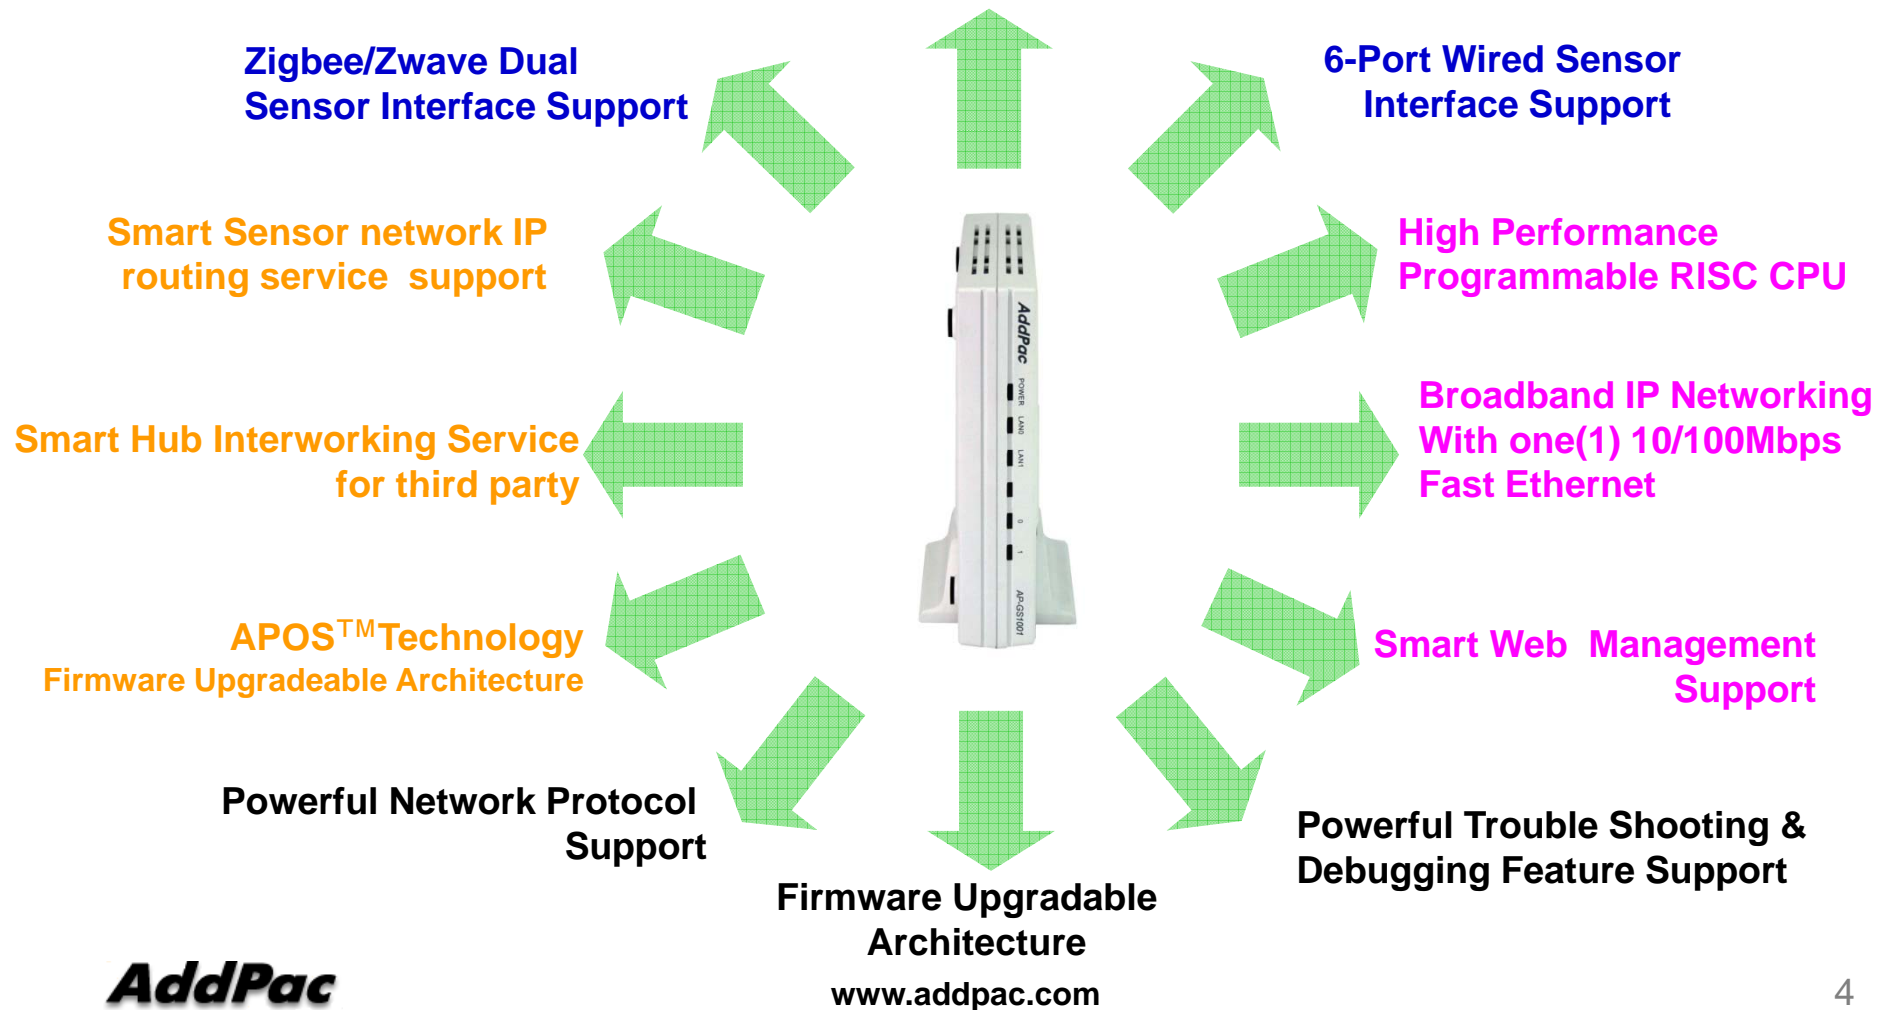 Zigbee/Zwave Dual
Sensor Interface Support
6-Port Wired Sensor
Interface Support
Smart Sensor network IP
routing service  support
High Performance
Programmable RISC CPU
Smart Hub Interworking Service
for third party
Broadband IP Networking
With one(1) 10/100Mbps
Fast Ethernet
APOS™Technology
Firmware Upgradeable Architecture
Smart Web  Management
Support
Powerful Network Protocol
Support
Powerful Trouble Shooting &
Debugging Feature Support
Firmware Upgradable
Architecture
AddPac
POWER
LAN0
LAN1
0
1
AP-GS1001
AddPac
www.addpac.com
4